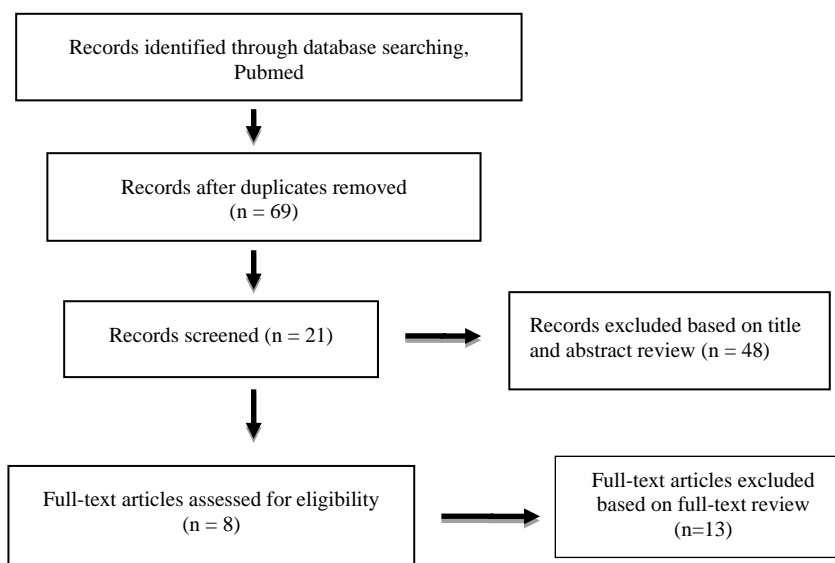 Records identified through database searching,
Pubmed
Records after duplicates removed
(n = 69)
Records screened (n = 21)
Records excluded based on title
and abstract review (n = 48)
Full-text articles assessed for eligibility
(n = 8)
Full-text articles excluded
based on full-text review
(n=13)